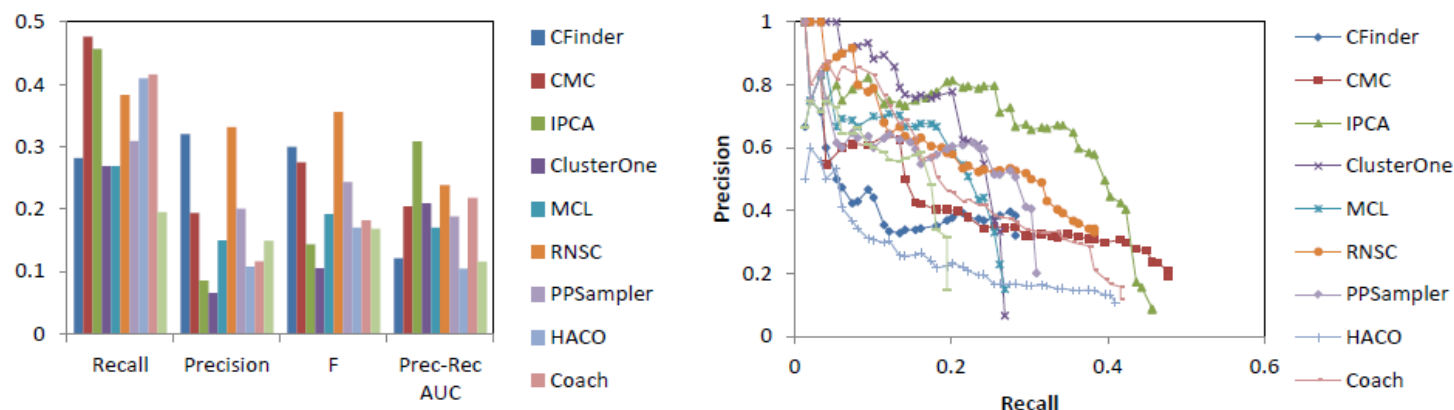 0.5
0.4
0.3
0.2
0.1
0
Recall
Precision
F
Prec-Rec
AUC
CFinder
CMC
IPCA
ClusterOne
MCL
RNSC
PPSampler
HACO
Coach
Precision
1
0.8
0.6
0.4
0.2
0
0
0.2
0.4
0.6
Recall
CFinder
CMC
IPCA
ClusterOne
MCL
RNSC
PPSampler
HACO
Coach